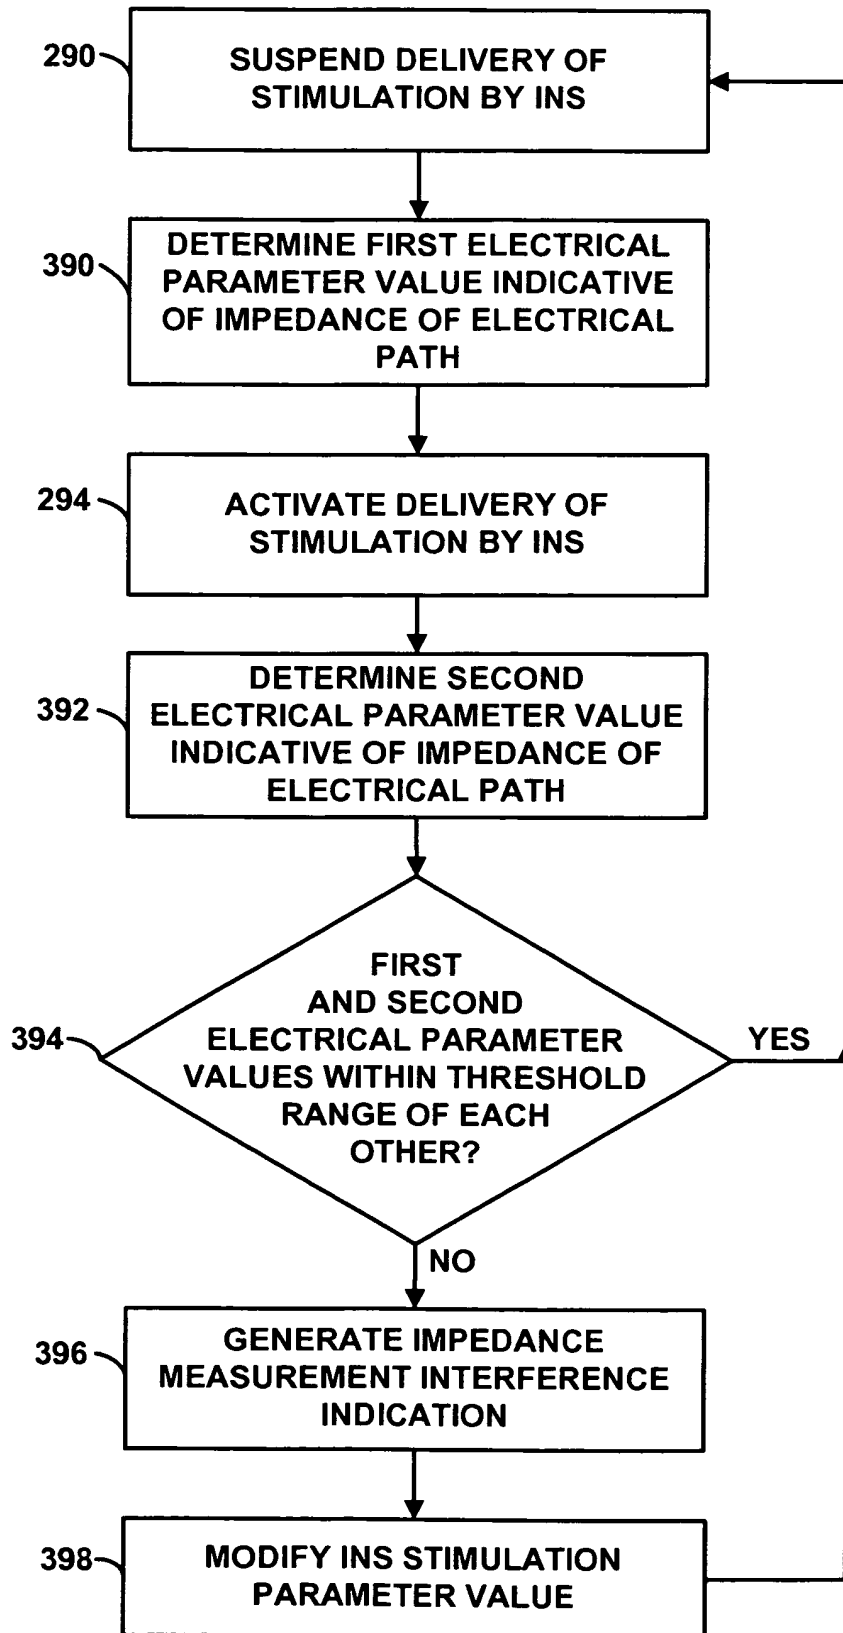 290
SUSPEND DELIVERY OF
STIMULATION BY INS
390
DETERMINE FIRST ELECTRICAL
PARAMETER VALUE INDICATIVE
OF IMPEDANCE OF ELECTRICAL
PATH
294
ACTIVATE DELIVERY OF
STIMULATION BY INS
392
DETERMINE SECOND
ELECTRICAL PARAMETER VALUE
INDICATIVE OF IMPEDANCE OF
ELECTRICAL PATH
394
FIRST
AND SECOND
ELECTRICAL PARAMETER
VALUES WITHIN THRESHOLD
RANGE OF EACH
OTHER?
YES
NO
396
GENERATE IMPEDANCE
MEASUREMENT INTERFERENCE
INDICATION
398
MODIFY INS STIMULATION
PARAMETER VALUE